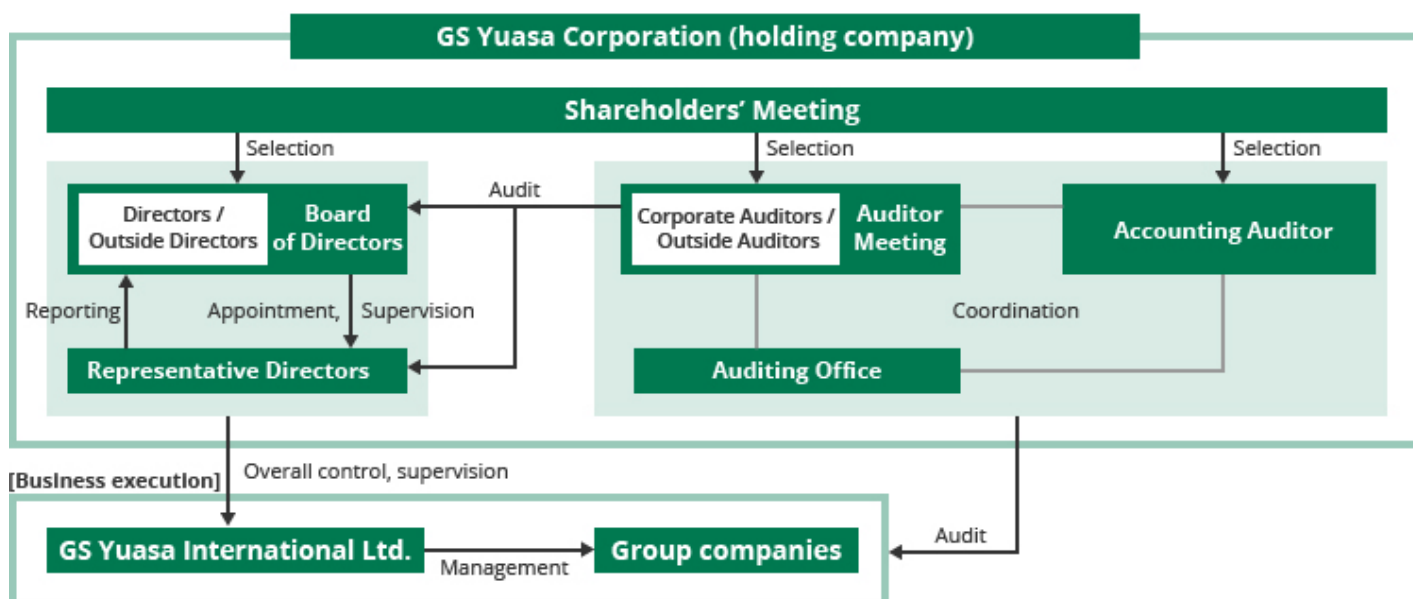 GS Yuasa Corporation (holding company)
Shareholders’ Meeting
Selection
Selection
Selection
Directors /
Outside Directors
Board
of Directors
Audit
Corporate Auditors /
Outside Auditors
Auditor
Meeting
Accounting Auditor
Reporting
Appointment,
Supervision
Coordination
Representative Directors
Auditing Office
Overall control, supervision
[Business execution]
GS Yuasa International Ltd.
Management
Group companies
Audit